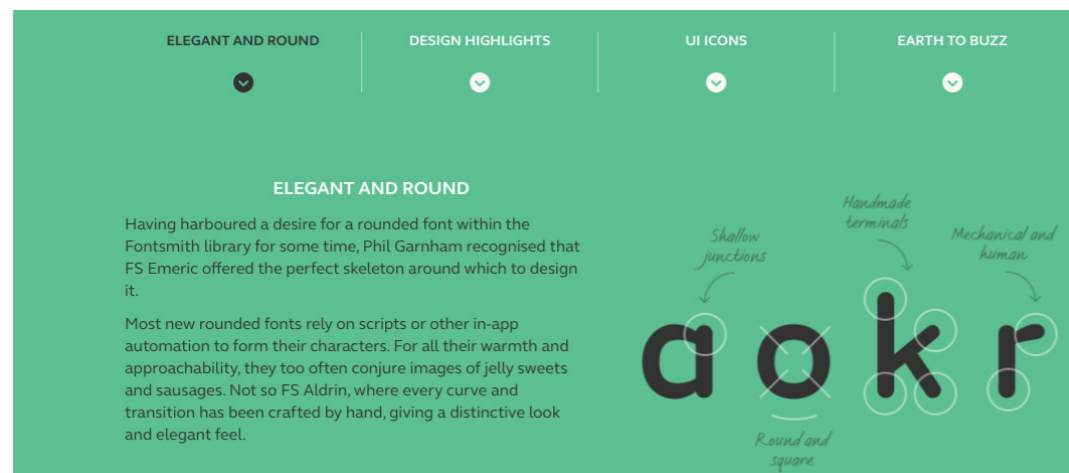 ELEGANT AND ROUND
DESIGN HIGHLIGHTS
UI ICONS
EARTH TO BUZZ
ELEGANT AND ROUND
Having harboured a desire for a rounded font within the
Fontsmith library for some time, Phil Garnham recognised that
FS Emeric offered the perfect skeleton around which to design
it.
Most new rounded fonts rely on scripts or other in-app
automation to form their characters. For all their warmth and
approachability, they too often conjure images of jelly sweets
and sausages. Not so FS Aldrin, where every curve and
transition has been crafted by hand, giving a distinctive look
and elegant feel.
Shallow
junctions
Handmade
terminals
Mechanical and
human
aokr
Round and
square